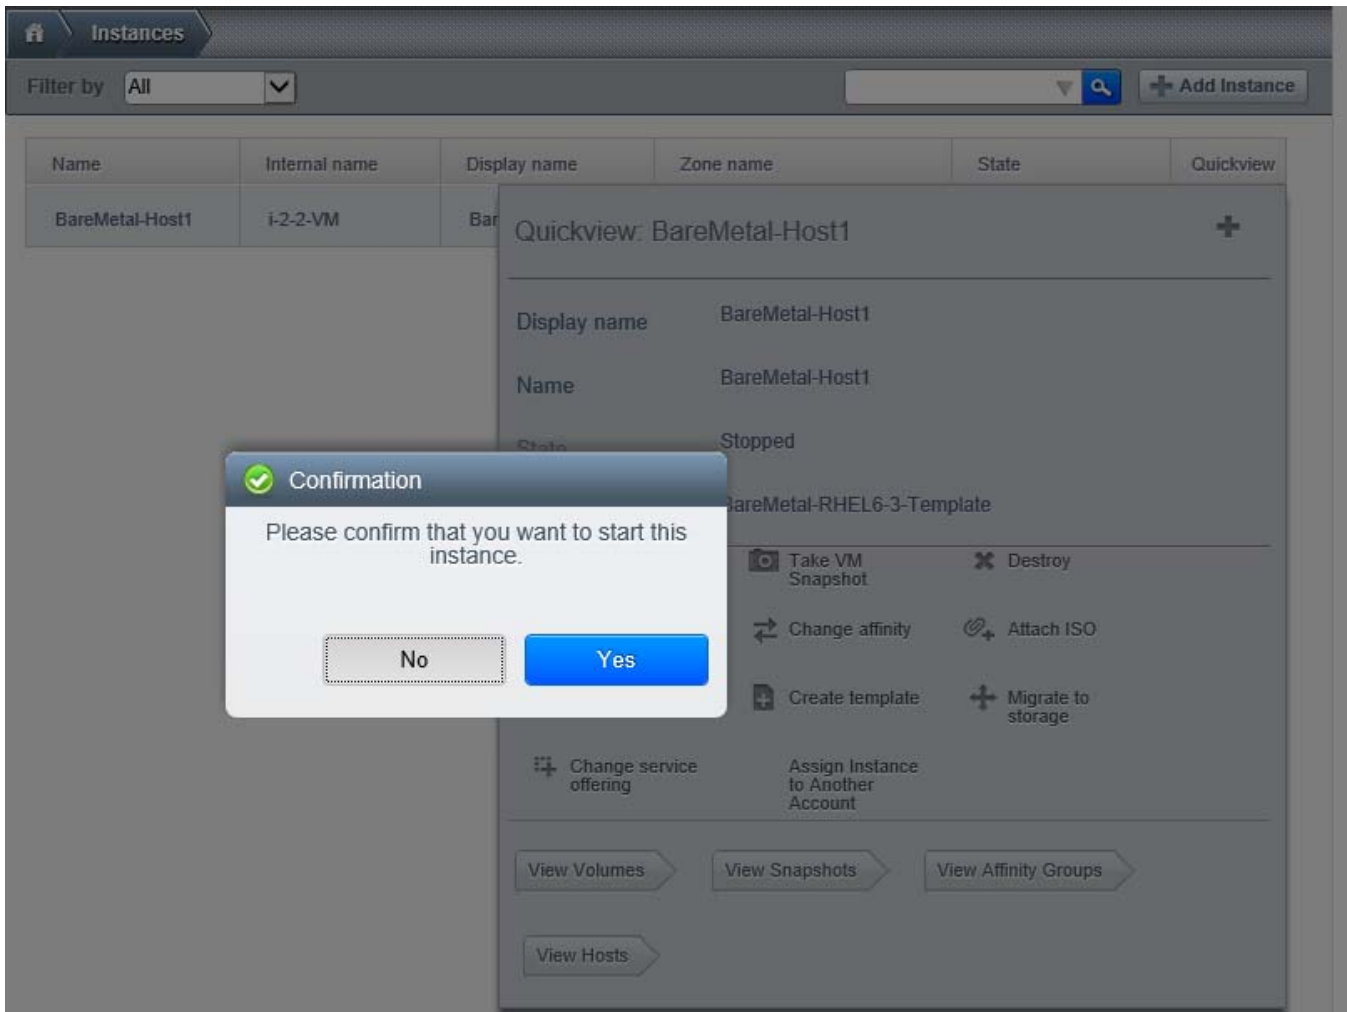 Instances
Filter by All
Add Instance
Name Internal name Display name Zone name State Quickview
BareMetal-Host1 i-2-2-VM Bar
Quickview: BareMetal-Host1
Display name BareMetal-Host1
Name BareMetal-Host1
State Stopped
Confirmation
Please confirm that you want to start this
instance.
No Yes
BareMetal-RHEL6-3-Template
Take VM
Snapshot
Destroy
Change affinity
Attach ISO
Create template
Migrate to
storage
Change service
offering
Assign Instance
to Another
Account
View Volumes View Snapshots View Affinity Groups
View Hosts